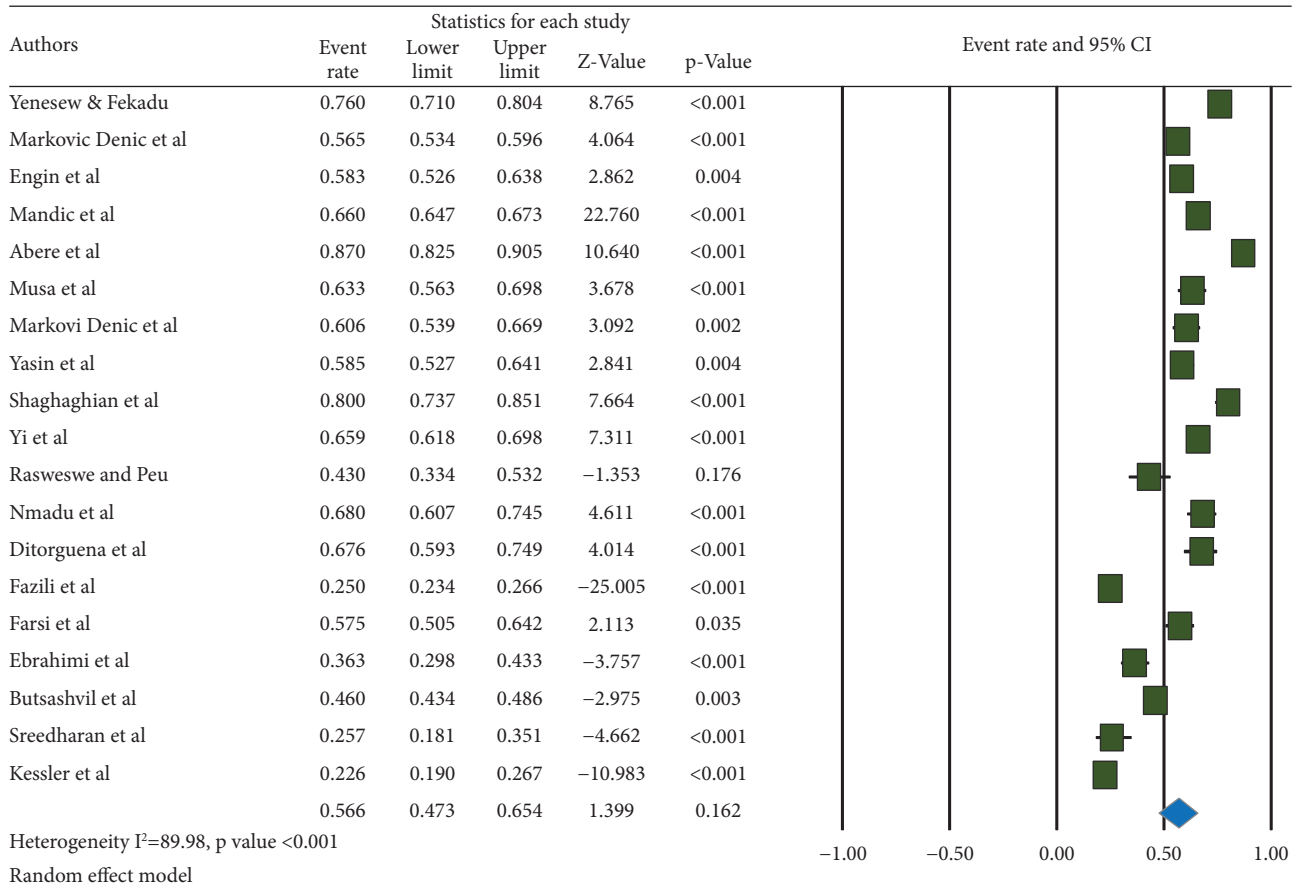 Authors
Statistics for each study
Event rate
Lower limit
Upper limit
Z-Value
p-Value
Event rate and 95% CI
Yenesew & Fekadu 0.760 0.710 0.804 8.765 <0.001
Markovic Denic et al 0.565 0.534 0.596 4.064 <0.001
Engin et al 0.583 0.526 0.638 2.862 0.004
Mandic et al 0.660 0.647 0.673 22.760 <0.001
Abere et al 0.870 0.825 0.905 10.640 <0.001
Musa et al 0.633 0.563 0.698 3.678 <0.001
Markovi Denic et al 0.606 0.539 0.669 3.092 0.002
Yasin et al 0.585 0.527 0.641 2.841 0.004
Shaghaghian et al 0.800 0.737 0.851 7.664 <0.001
Yi et al 0.659 0.618 0.698 7.311 <0.001
Rasweswe and Peu 0.430 0.334 0.532 −1.353 0.176
Nmadu et al 0.680 0.607 0.745 4.611 <0.001
Ditorguena et al 0.676 0.593 0.749 4.014 <0.001
Fazili et al 0.250 0.234 0.266 −25.005 <0.001
Farsi et al 0.575 0.505 0.642 2.113 0.035
Ebrahimi et al 0.363 0.298 0.433 −3.757 <0.001
Butsashvil et al 0.460 0.434 0.486 −2.975 0.003
Sreedharan et al 0.257 0.181 0.351 −4.662 <0.001
Kessler et al 0.226 0.190 0.267 −10.983 <0.001
0.566 0.473 0.654 1.399 0.162
Heterogeneity I²=89.98, p value <0.001
−1.00 −0.50 0.00 0.50 1.00
Random effect model